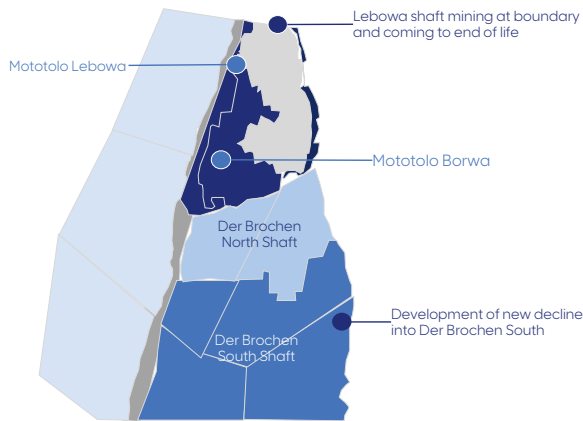 Lebowa shaft mining at boundary
and coming to end of life
Mototolo Lebowa
Mototolo Borwa
Der Brochen
North Shaft
Development of new decline
into Der Brochen South
Der Brochen
South Shaft